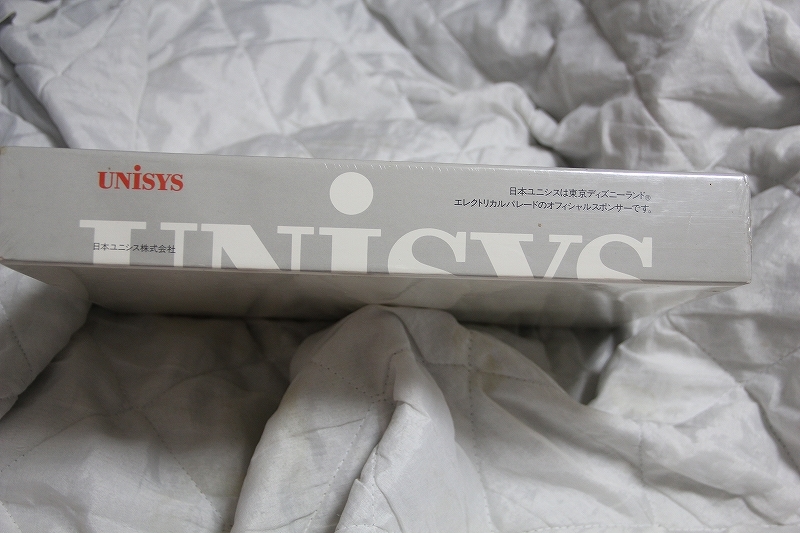 UNiSYS
日本ユニシスは東京ディズニーランド®
エレクトリカルパレードのオフィシャルスポンサーです。
UNiSYS
日本ユニシス株式会社